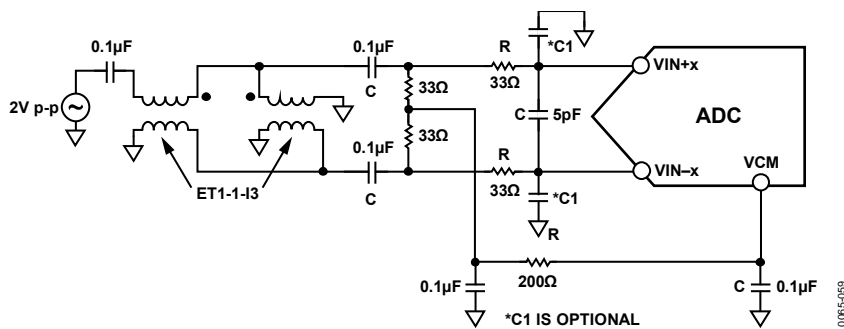 0.1µF
2V p-p
~
ET1-1-I3
0.1µF
C
33Ω
33Ω
0.1µF
C
R
33Ω
*C1
C
5pF
R
33Ω
*C1
R
VIN+x
ADC
VIN–x
VCM
0.1µF
200Ω
C
0.1µF
*C1 IS OPTIONAL